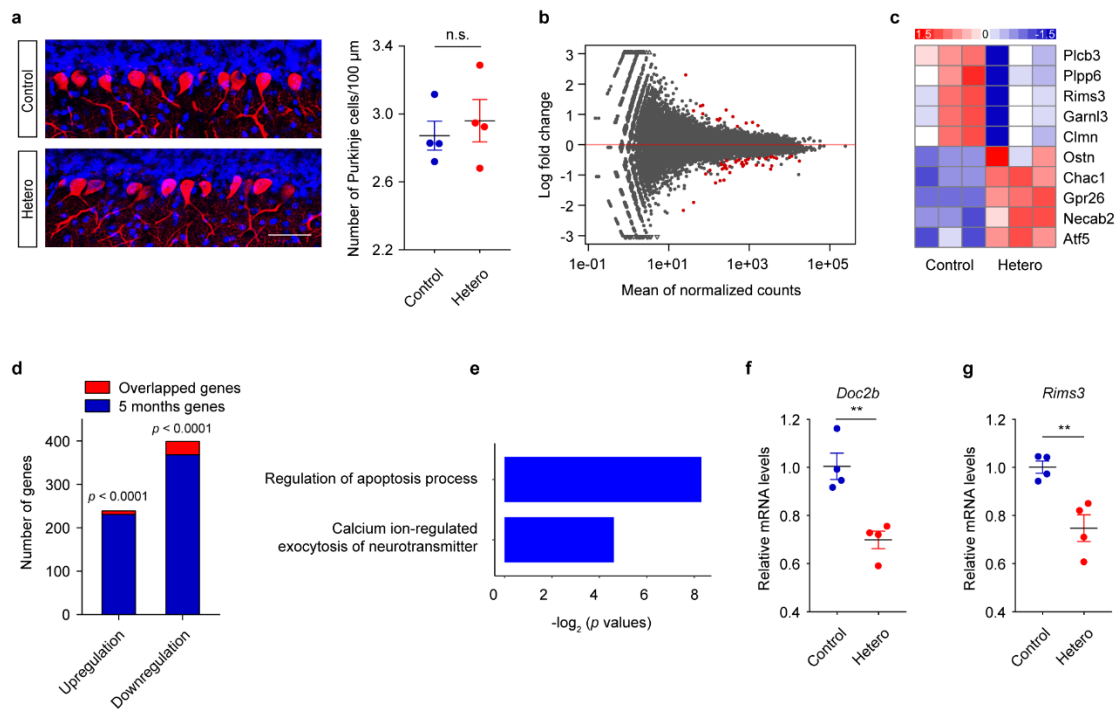 a
Control
Hetero
n.s.
Number of Purkinje cells/100 µm
3.4
3.0
2.6
2.2
Control
Hetero
b
Log fold change
3
2
1
0
-1
-2
-3
1e-01
1e+01
1e+03
1e+05
Mean of normalized counts
c
1.5
0
-1.5
Plcb3
Plpp6
Rims3
Garnl3
Clmn
Ostn
Chac1
Gpr26
Necab2
Atf5
Control
Hetero
d
Overlapped genes
5 months genes
p < 0.0001
p < 0.0001
Number of genes
400
300
200
100
0
Upregulation
Downregulation
e
Regulation of apoptosis process
Calcium ion-regulated
exocytosis of neurotransmitter
0
2
4
6
8
-log2 (p values)
f
Doc2b
**
Relative mRNA levels
1.2
1.0
0.8
0.6
0.4
Control
Hetero
g
Rims3
**
Relative mRNA levels
1.2
1.0
0.8
0.6
0.4
Control
Hetero